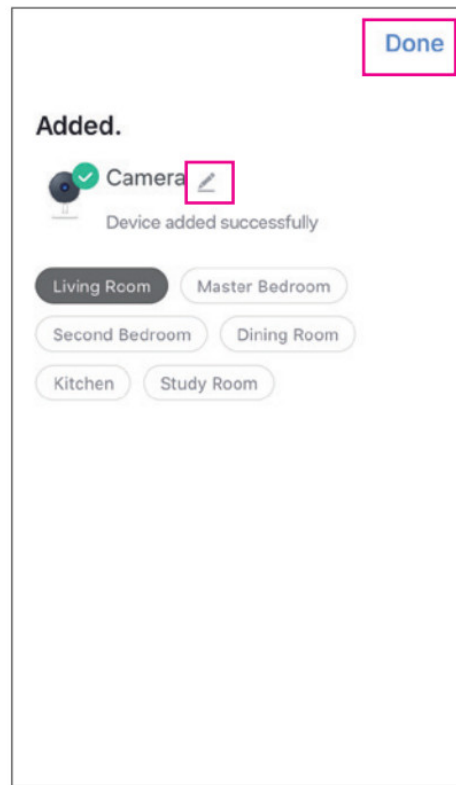 Done
Added.
Camera
Device added successfully
Living Room
Master Bedroom
Second Bedroom
Dining Room
Kitchen
Study Room